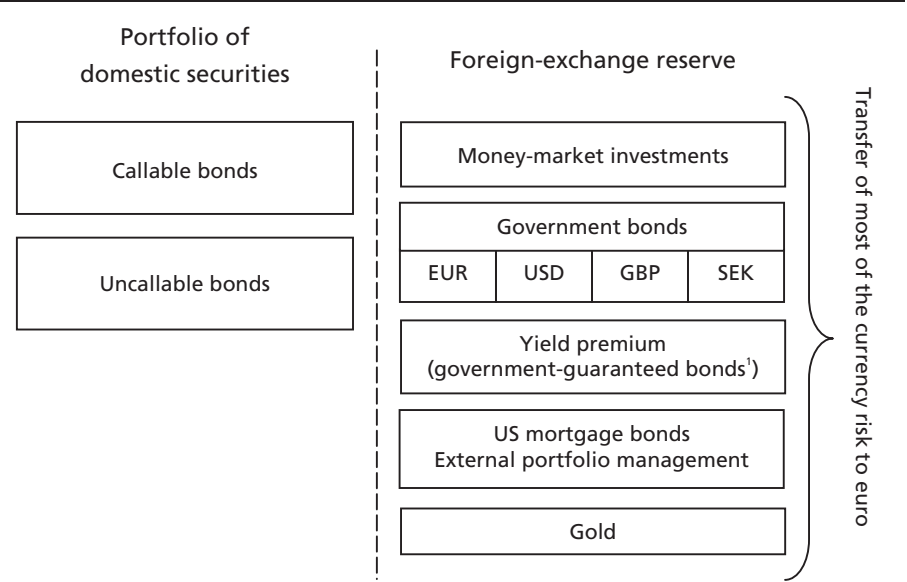 Portfolio of
domestic securities
Callable bonds
Uncallable bonds
Foreign-exchange reserve
Money-market investments
Government bonds
EUR USD GBP SEK
Yield premium
(government-guaranteed bonds¹)
US mortgage bonds
External portfolio management
Gold
Transfer of most of the currency risk to euro